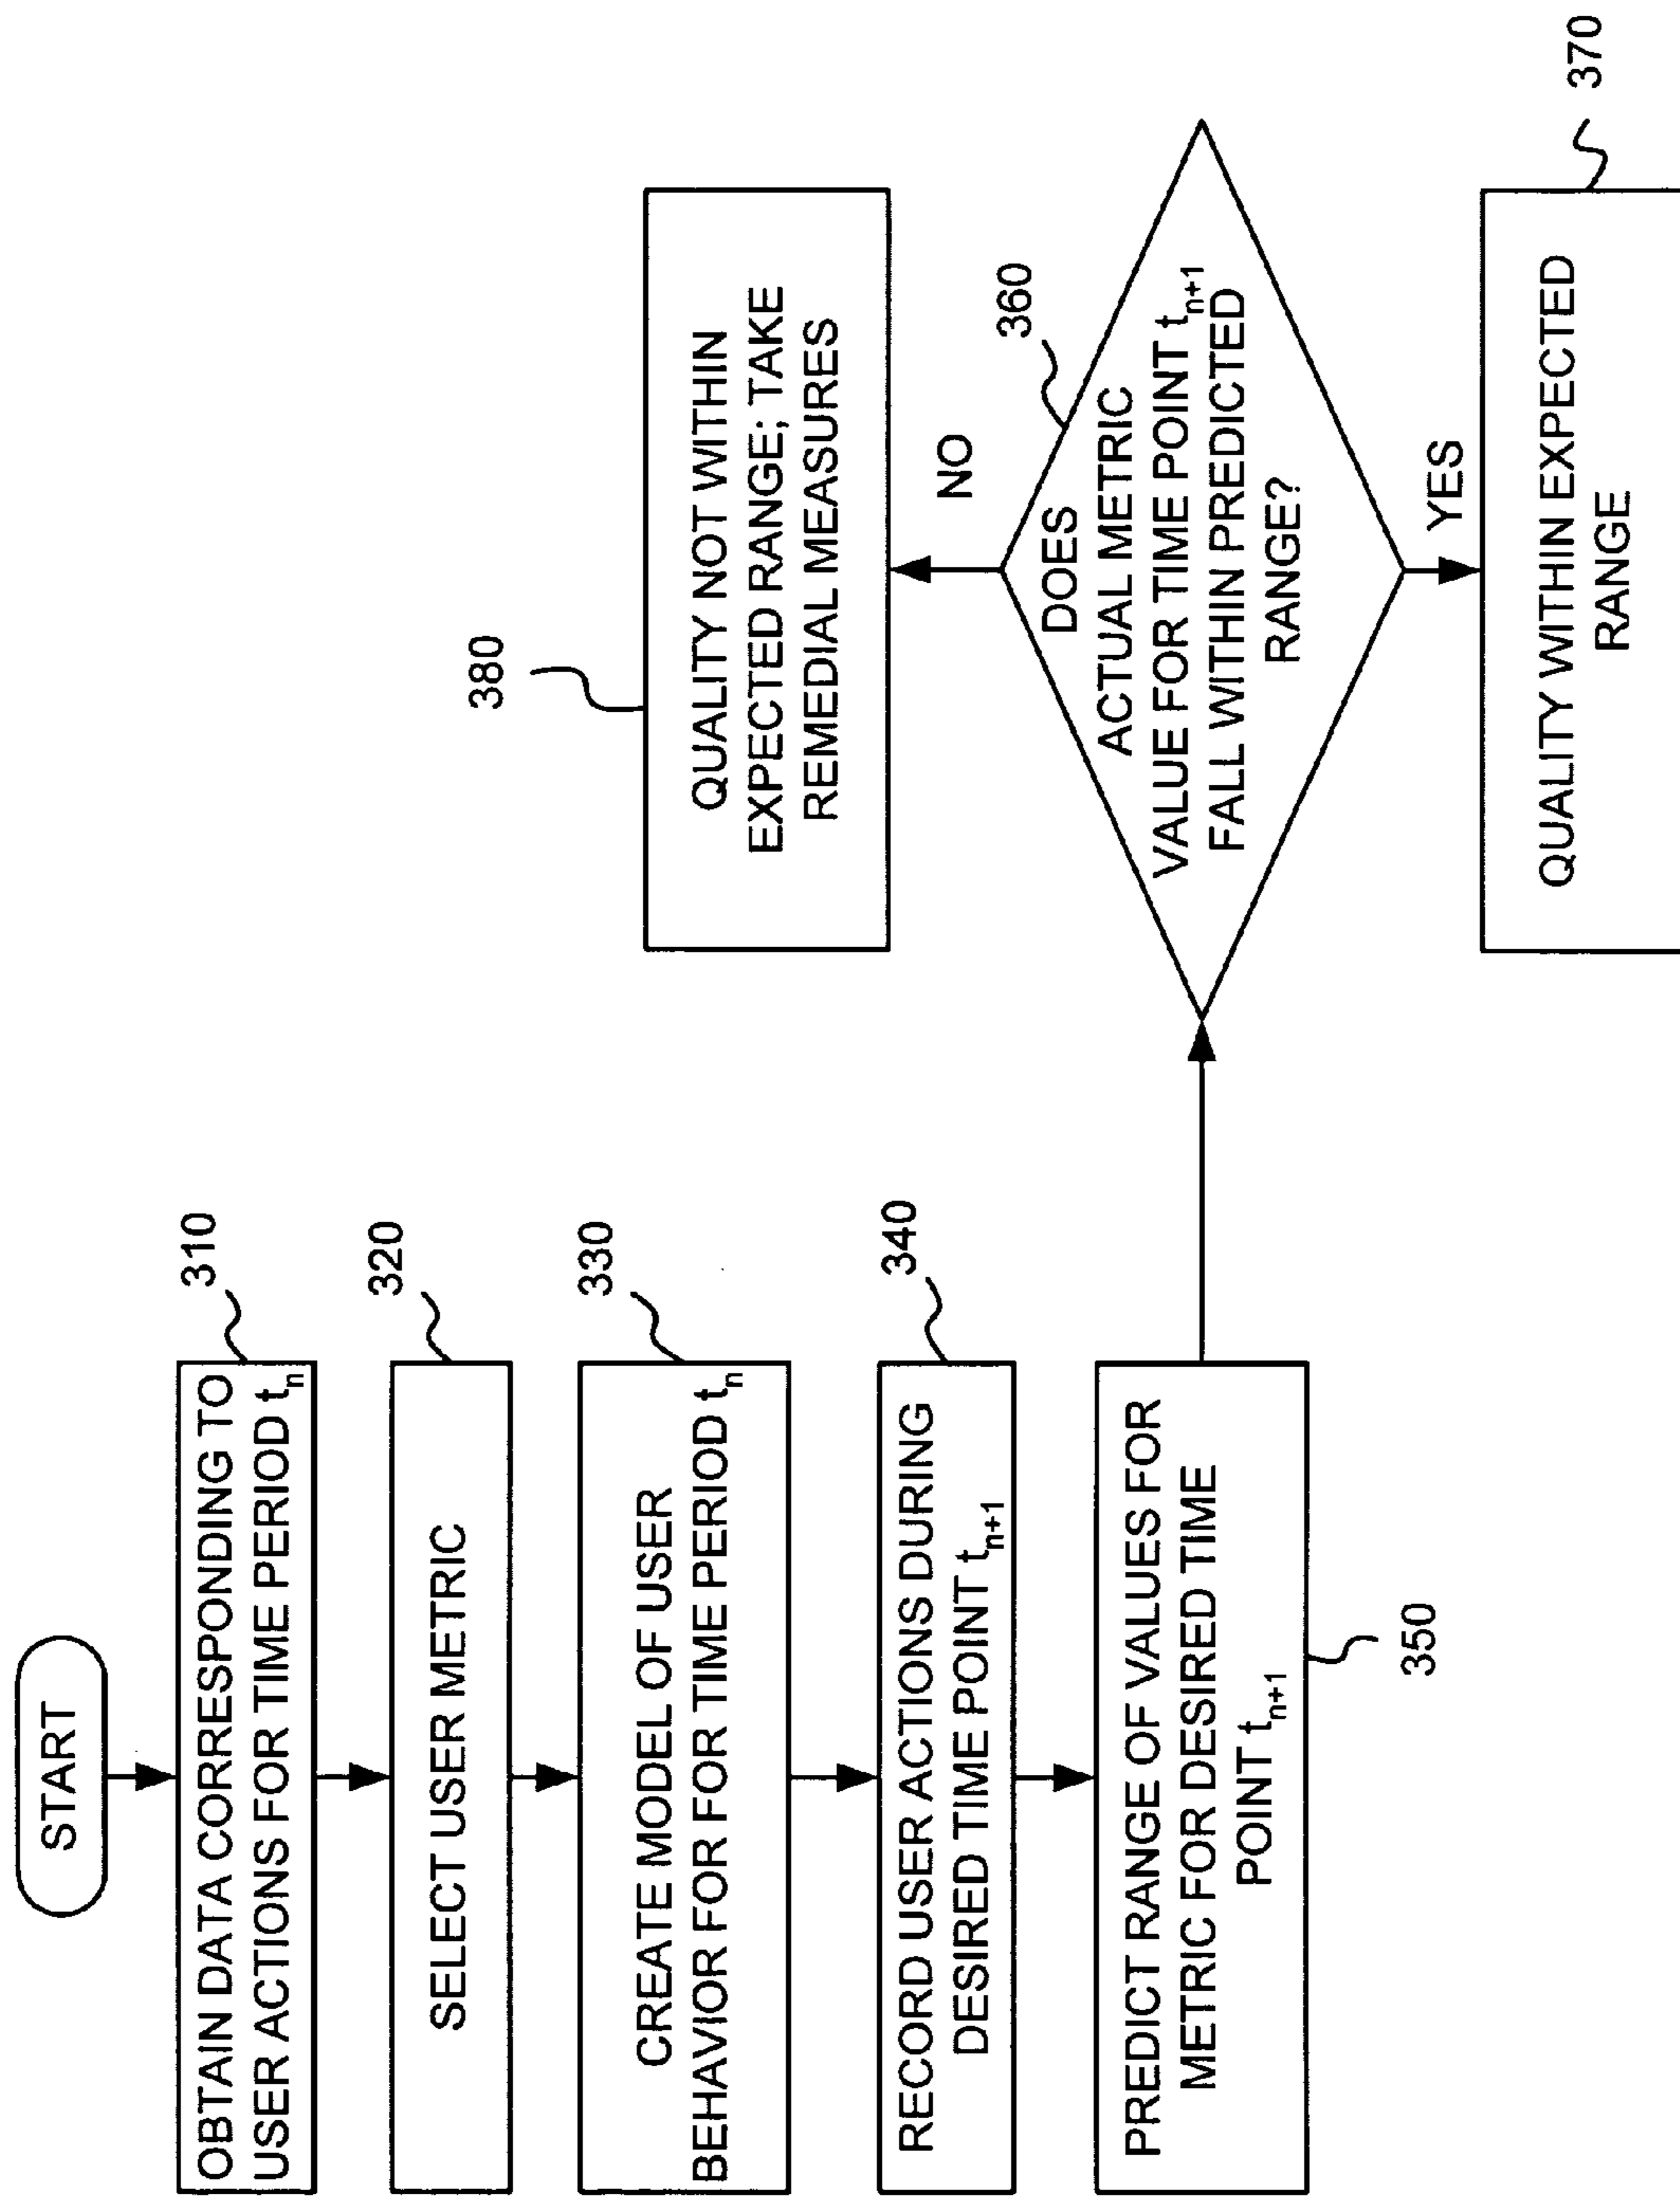 START
310
OBTAIN DATA CORRESPONDING TO
USER ACTIONS FOR TIME PERIOD tn
320
SELECT USER METRIC
330
CREATE MODEL OF USER
BEHAVIOR FOR TIME PERIOD tn
340
RECORD USER ACTIONS DURING
DESIRED TIME POINT tn+1
PREDICT RANGE OF VALUES FOR
METRIC FOR DESIRED TIME
POINT tn+1
350
360
DOES
ACTUAL METRIC
VALUE FOR TIME POINT tn+1
FALL WITHIN PREDICTED
RANGE?
NO
380
QUALITY NOT WITHIN
EXPECTED RANGE; TAKE
REMEDIAL MEASURES
YES
370
QUALITY WITHIN EXPECTED
RANGE